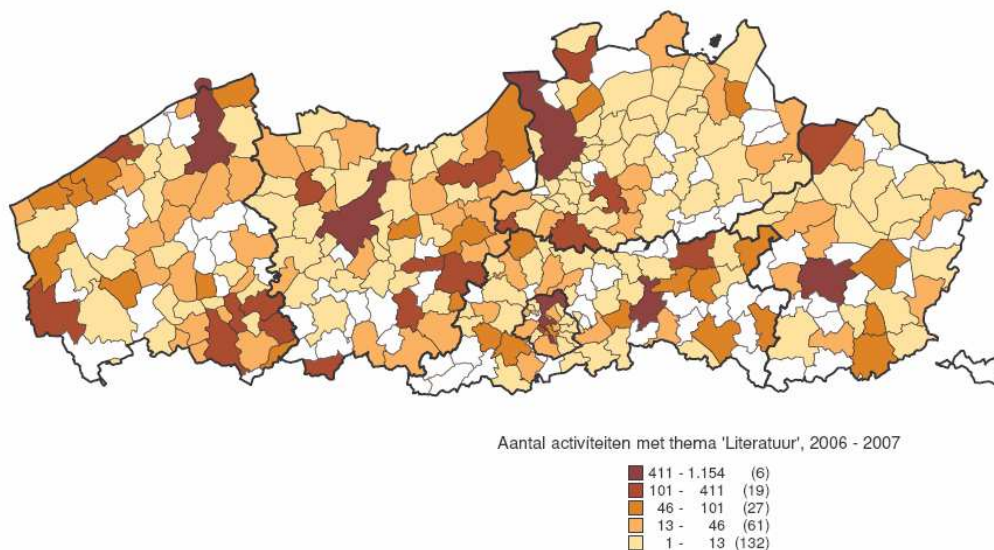 Aantal activiteiten met thema 'Literatuur', 2006 - 2007
411 - 1.154 (6)
101 - 411 (19)
46 - 101 (27)
13 - 46 (61)
1 - 13 (132)